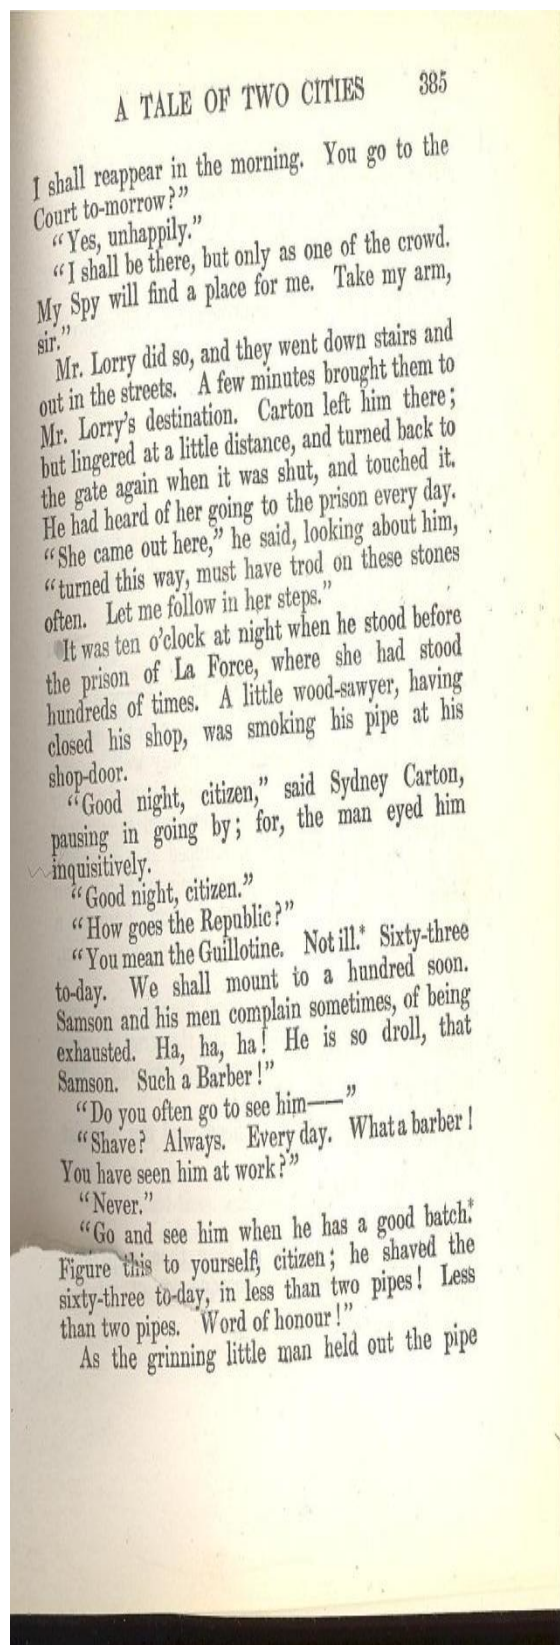 A TALE OF TWO CITIES 385
I shall reappear in the morning. You go to the
Court to-morrow?”
“Yes, unhappily.”
“I shall be there, but only as one of the crowd.
My Spy will find a place for me. Take my arm,
sir.”
Mr. Lorry did so, and they went down stairs and
out in the streets. A few minutes brought them to
Mr. Lorry’s destination. Carton left him there;
but lingered at a little distance, and turned back to
the gate again when it was shut, and touched it.
He had heard of her going to the prison every day.
“She came out here,” he said, looking about him,
“turned this way, must have trod on these stones
often. Let me follow in her steps.”
It was ten o’clock at night when he stood before
the prison of La Force, where she had stood
hundreds of times. A little wood-sawyer, having
closed his shop, was smoking his pipe at his
shop-door.
“Good night, citizen,” said Sydney Carton,
pausing in going by; for, the man eyed him
inquisitively.
“Good night, citizen.”
“How goes the Republic?”
“You mean the Guillotine. Not ill.* Sixty-three
to-day. We shall mount to a hundred soon.
Samson and his men complain sometimes, of being
exhausted. Ha, ha, ha! He is so droll, that
Samson. Such a Barber!”
“Do you often go to see him——”
“Shave? Always. Every day. What a barber!
You have seen him at work?”
“Never.”
“Go and see him when he has a good batch.*
Figure this to yourself, citizen; he shaved the
sixty-three to-day, in less than two pipes! Less
than two pipes. Word of honour!”
As the grinning little man held out the pipe